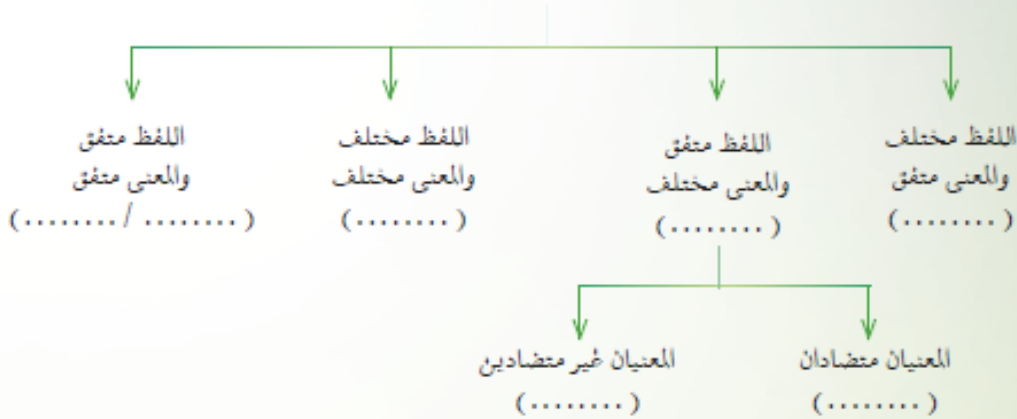 اللفظ مختلف
والمعنى متفق
(........)
اللفظ متفق
والمعنى مختلف
(........)
اللفظ مختلف
والمعنى مختلف
(........)
اللفظ متفق
والمعنى متفق
(........ / ........)
المعنيان متضادان
(........)
المعنيان غير متضادين
(........)